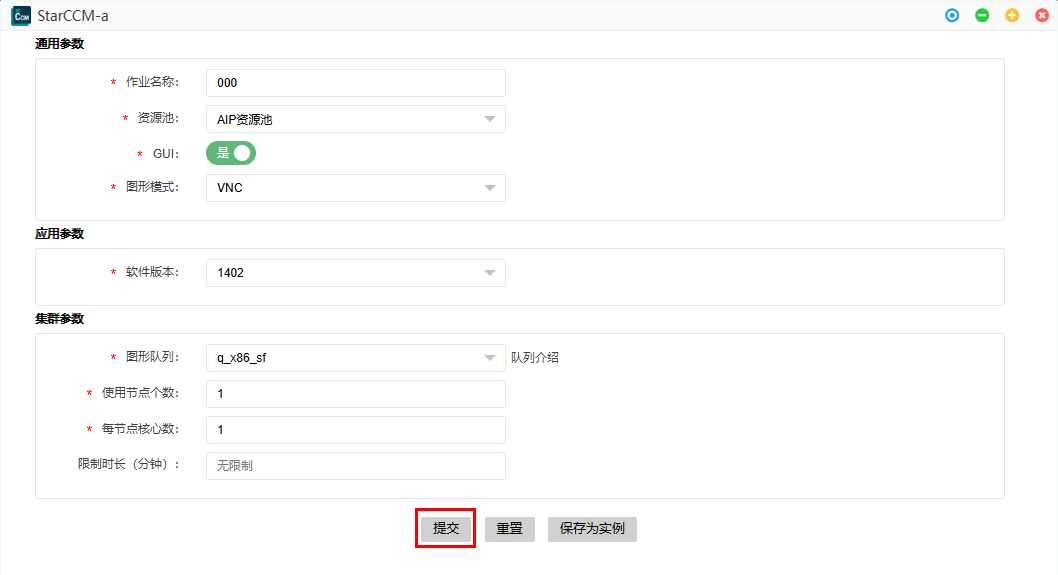 CCM StarCCM-a
通用参数
* 作业名称: 000
* 资源池: AIP资源池
* GUI: 是
* 图形模式: VNC
应用参数
* 软件版本: 1402
集群参数
* 图形队列: q_x86_sf 队列介绍
* 使用节点个数: 1
* 每节点核心数: 1
限制时长（分钟）: 无限制
提交 重置 保存为实例